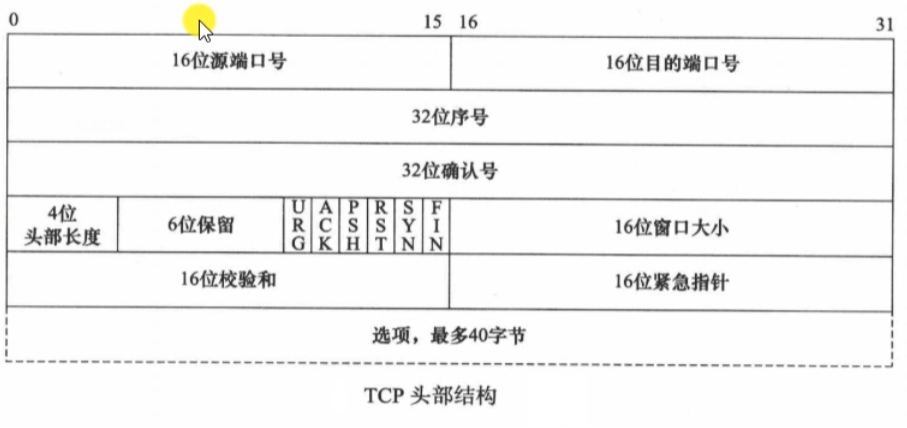 0 15 16 31
16位源端口号 16位目的端口号
32位序号
32位确认号
4位
头部长度
6位保留
URG ACK PSH RST SYN FIN
16位窗口大小
16位校验和 16位紧急指针
选项，最多40字节
TCP 头部结构